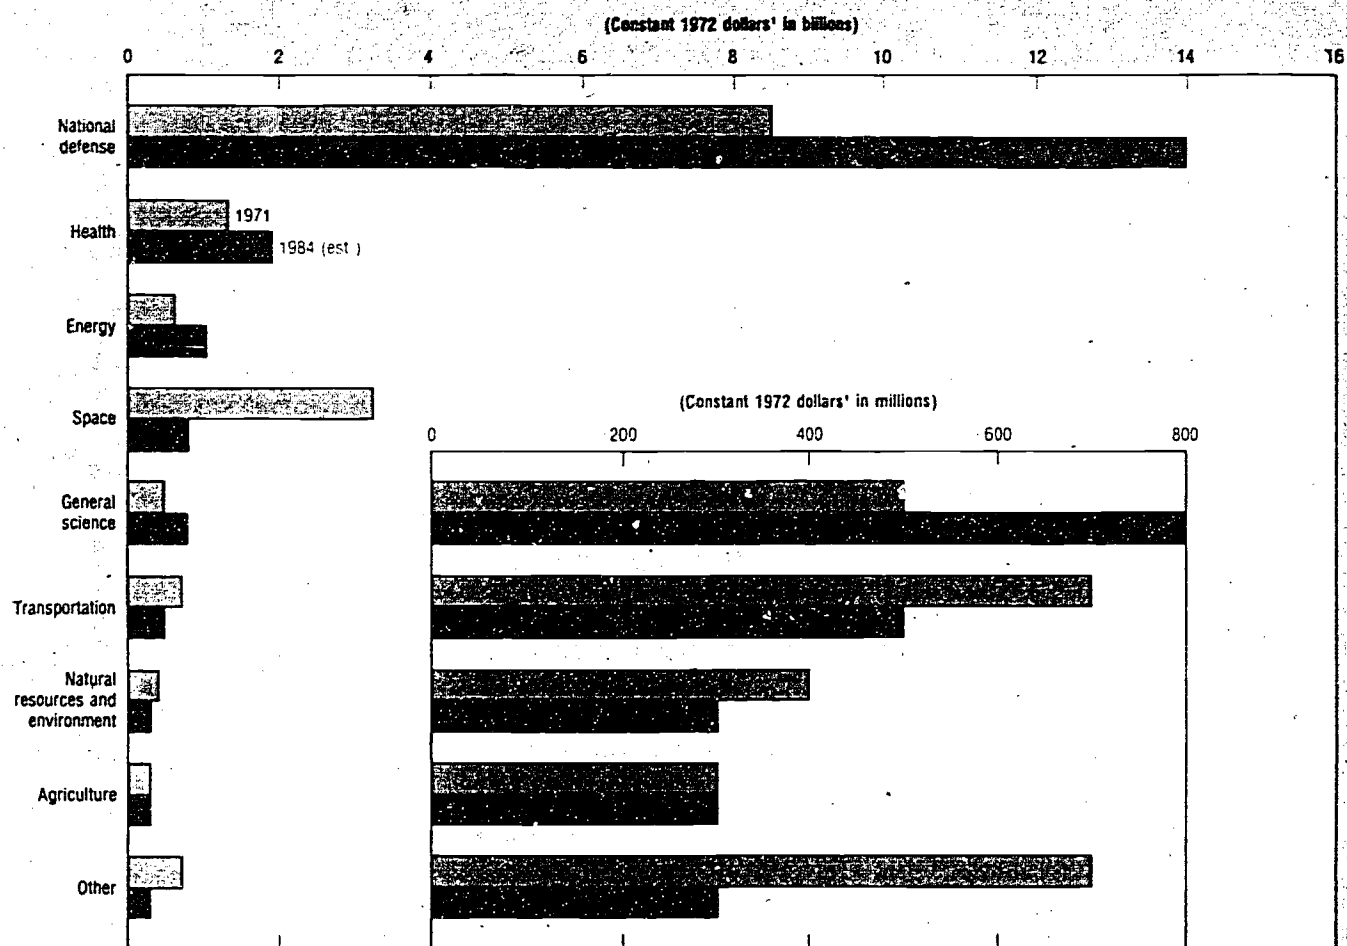 (Constant 1972 dollars¹ in billions)
0 2 4 6 8 10 12 14 16
National
defense
Health
1971
1984 (est.)
Energy
Space
(Constant 1972 dollars¹ in millions)
0 200 400 600 800
General
science
Transportation
Natural
resources and
environment
Agriculture
Other